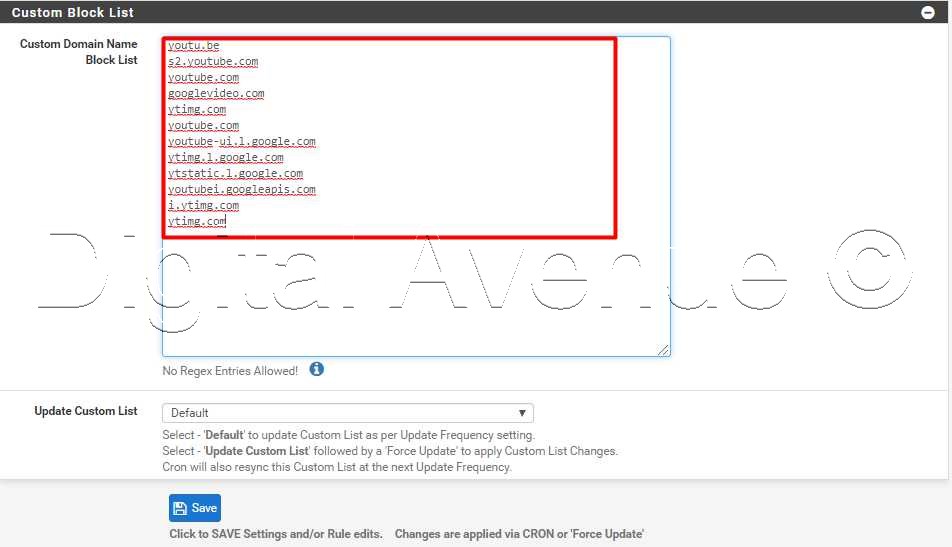 Custom Block List
Custom Domain Name
Block List
youtu.be
s2.youtube.com
youtube.com
googlevideo.com
ytimg.com
youtube.com
youtube-ui.l.google.com
ytimg.l.google.com
ytstatic.l.google.com
youtubei.googleapis.com
i.ytimg.com
ytimg.com
Digital Avenue ©
No Regex Entries Allowed!
Update Custom List
Default
Select - 'Default' to update Custom List as per Update Frequency setting.
Select - 'Update Custom List' followed by a 'Force Update' to apply Custom List Changes.
Cron will also resync this Custom List at the next Update Frequency.
Save
Click to SAVE Settings and/or Rule edits. Changes are applied via CRON or 'Force Update'